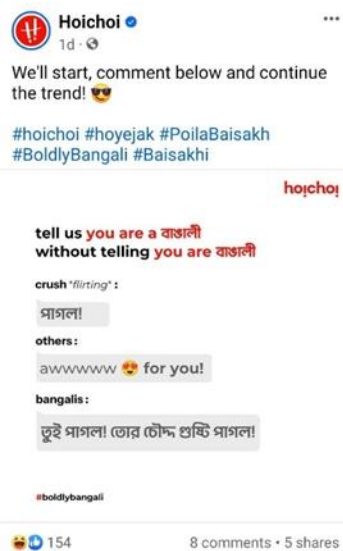 Hoichoi
1d
We'll start, comment below and continue
the trend! 😎
#hoichoi #hoyejak #PoilaBaisakh
#BoldlyBangali #Baisakhi
hoichoi
tell us you are a বাঙালী
without telling you are বাঙালী
crush *flirting* :
পাগল!
others :
awwwww 😍 for you!
bangalis :
তুই পাগল! তোর চৌদ্দ গুষ্টি পাগল!
#boldlybangali
154 8 comments • 5 shares